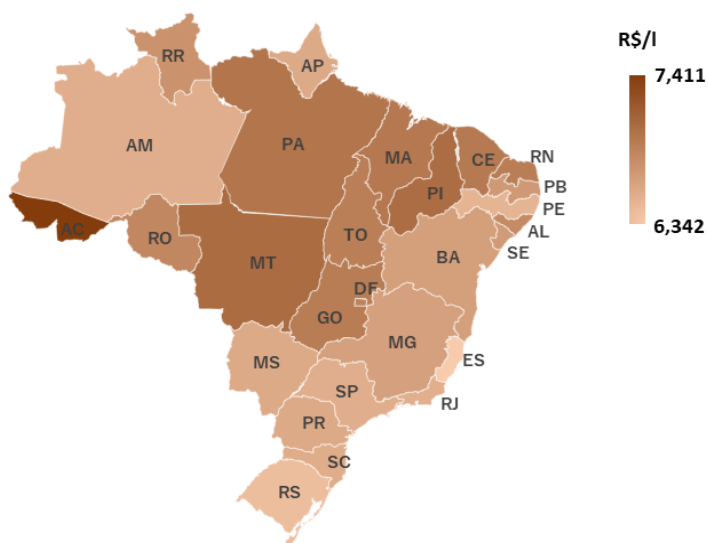 R$/l
7,411
6,342
RR
AP
AM
PA
MA
CE
RN
PB
PE
PI
AL
SE
AC
RO
TO
BA
MT
DF
GO
MG
ES
MS
SP
RJ
PR
SC
RS